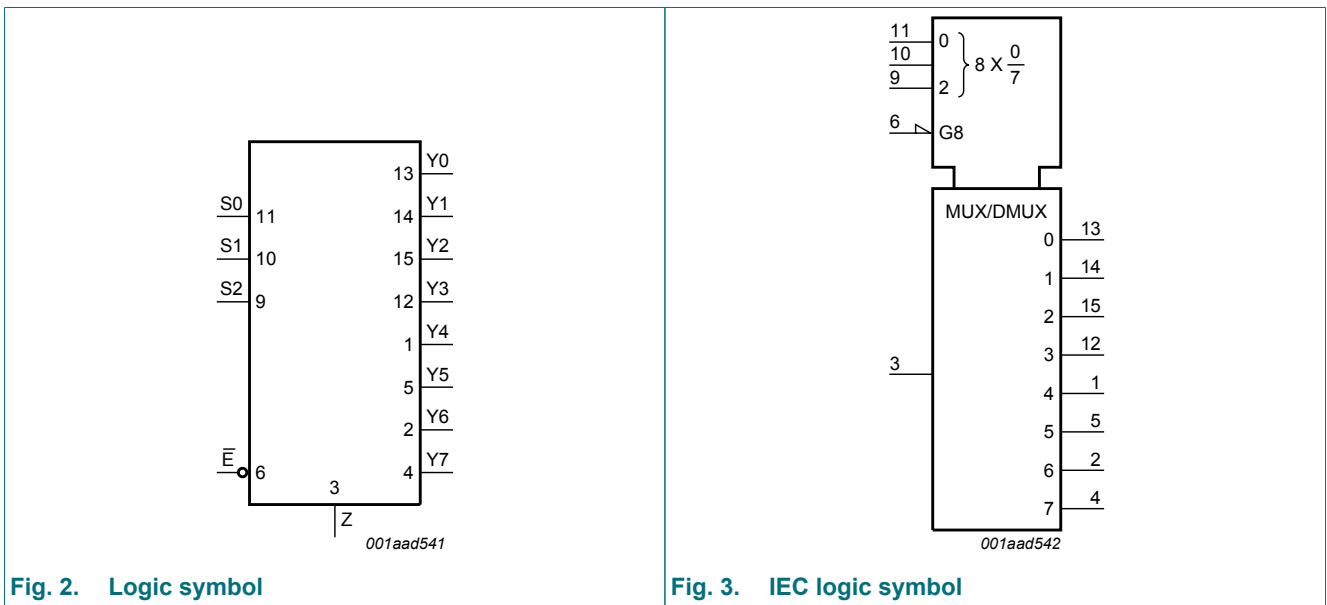 Y0
13
S0
11
14
Y1
S1
10
15
Y2
S2
9
12
Y3
1
Y4
5
Y5
2
Y6
E̅
6
4
Y7
3
Z
001aad541
Fig. 2. Logic symbol
11
0
10
8 X 0/7
9
2
6
G8
MUX/DMUX
0
13
1
14
2
15
3
12
3
4
1
5
5
6
2
7
4
001aad542
Fig. 3. IEC logic symbol